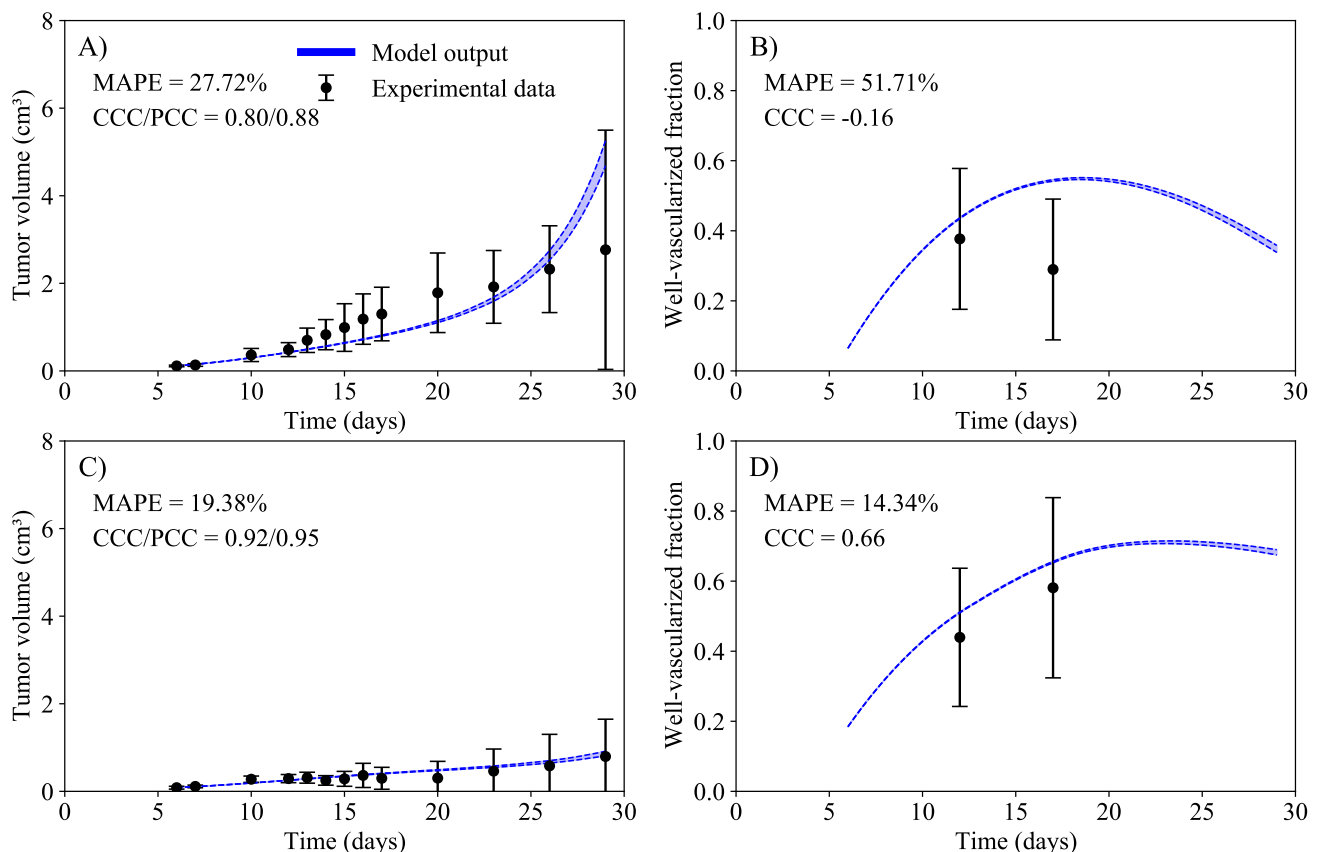 A)
MAPE = 27.72%
CCC/PCC = 0.80/0.88
Model output
Experimental data
Tumor volume (cm³)
0
2
4
6
8
0
5
10
15
20
25
30
Time (days)
B)
MAPE = 51.71%
CCC = -0.16
Well-vascularized fraction
0.0
0.2
0.4
0.6
0.8
1.0
0
5
10
15
20
25
30
Time (days)
C)
MAPE = 19.38%
CCC/PCC = 0.92/0.95
Tumor volume (cm³)
0
2
4
6
8
0
5
10
15
20
25
30
Time (days)
D)
MAPE = 14.34%
CCC = 0.66
Well-vascularized fraction
0.0
0.2
0.4
0.6
0.8
1.0
0
5
10
15
20
25
30
Time (days)